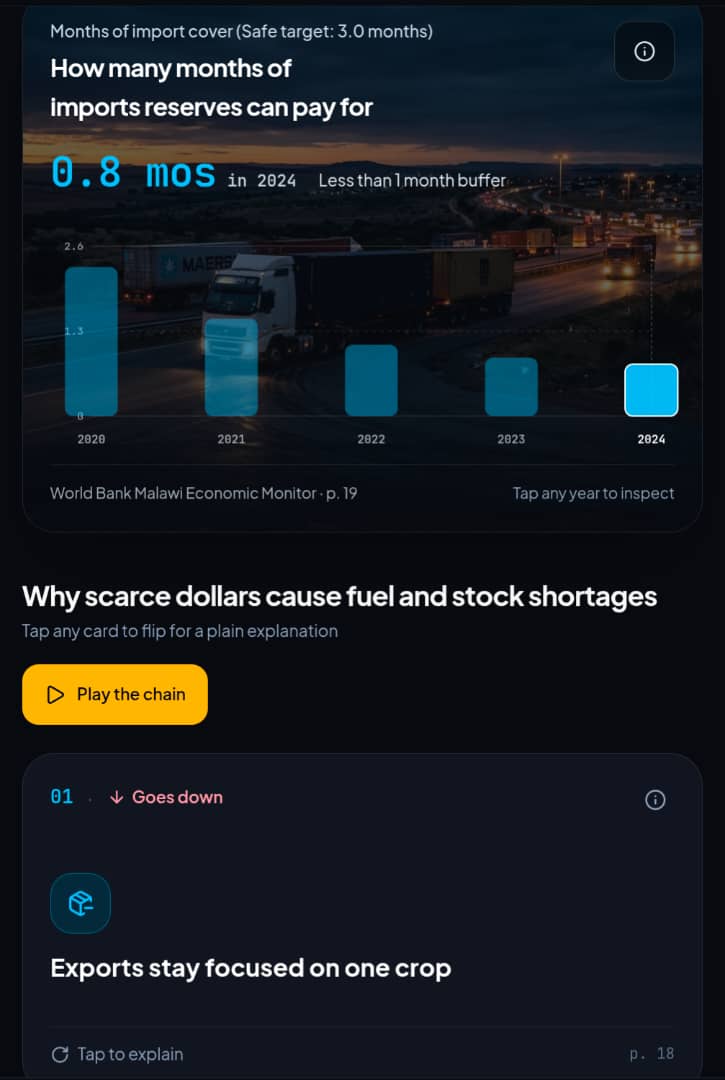 Months of import cover (Safe target: 3.0 months)
How many months of
imports reserves can pay for
0.8 mos in 2024 Less than 1 month buffer
2.6
MAERS
1.3
0
2020 2021 2022 2023 2024
World Bank Malawi Economic Monitor · p. 19 Tap any year to inspect
Why scarce dollars cause fuel and stock shortages
Tap any card to flip for a plain explanation
Play the chain
01 · ↓ Goes down
Exports stay focused on one crop
Tap to explain p. 18